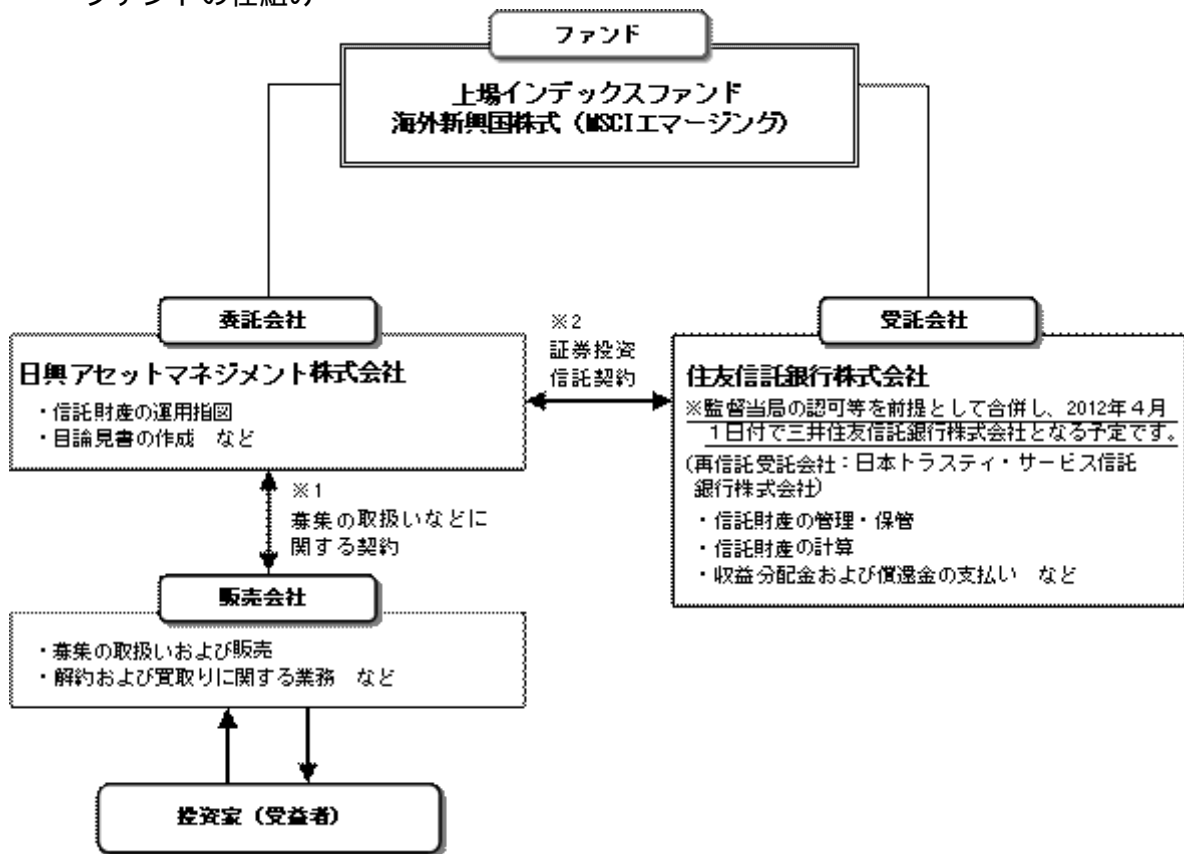 ファンドの仕組み
ファンド
上場インデックスファンド
海外新興国株式（MSCIエマージング）
委託会社
日興アセットマネジメント株式会社
・信託財産の運用指図
・目論見書の作成　など
※2
証券投資
信託契約
受託会社
住友信託銀行株式会社
※監督当局の認可等を前提として合併し、2012年４月
１日付で三井住友信託銀行株式会社となる予定です。
(再信託受託会社：日本トラスティ・サービス信託
銀行株式会社)
・信託財産の管理・保管
・信託財産の計算
・収益分配金および償還金の支払い　など
※1
募集の取扱いなどに
関する契約
販売会社
・募集の取扱いおよび販売
・解約および買取りに関する業務　など
投資家（受益者）